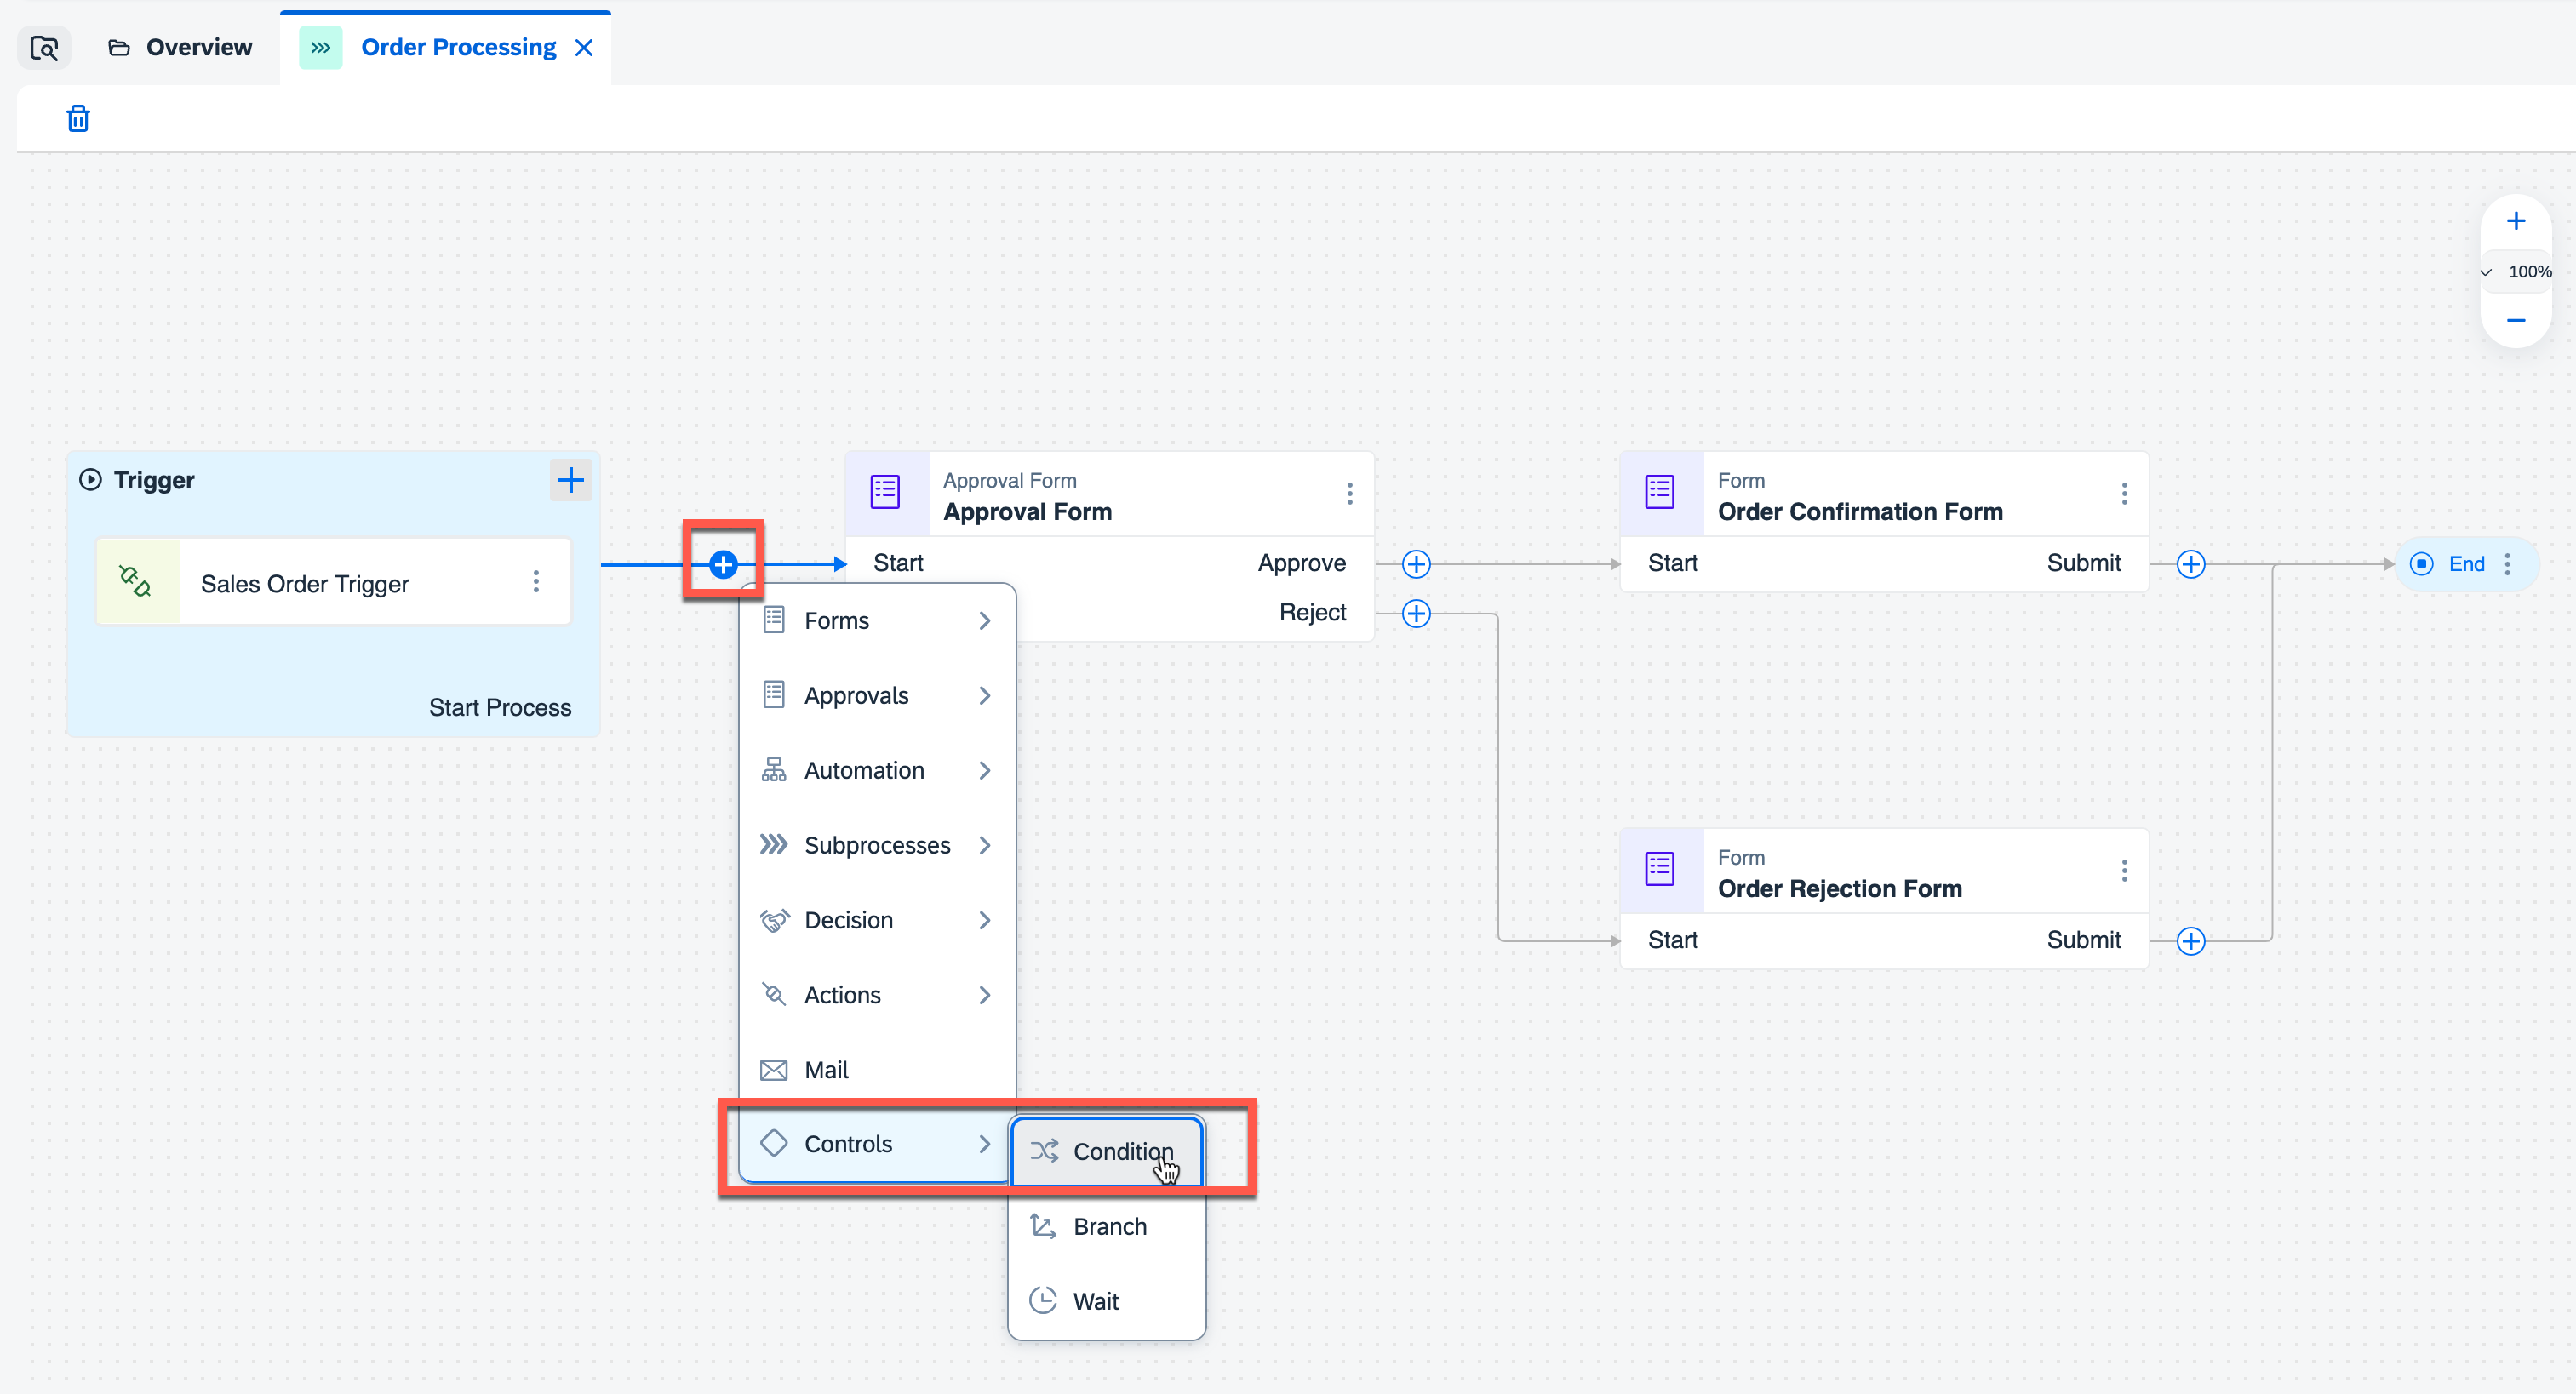 Overview
Order Processing
100%
Trigger
Sales Order Trigger
Start Process
Approval Form
Approval Form
Start
Approve
Reject
Form
Order Confirmation Form
Start
Submit
End
Forms
Approvals
Automation
Subprocesses
Decision
Actions
Mail
Controls
Condition
Branch
Wait
Form
Order Rejection Form
Start
Submit